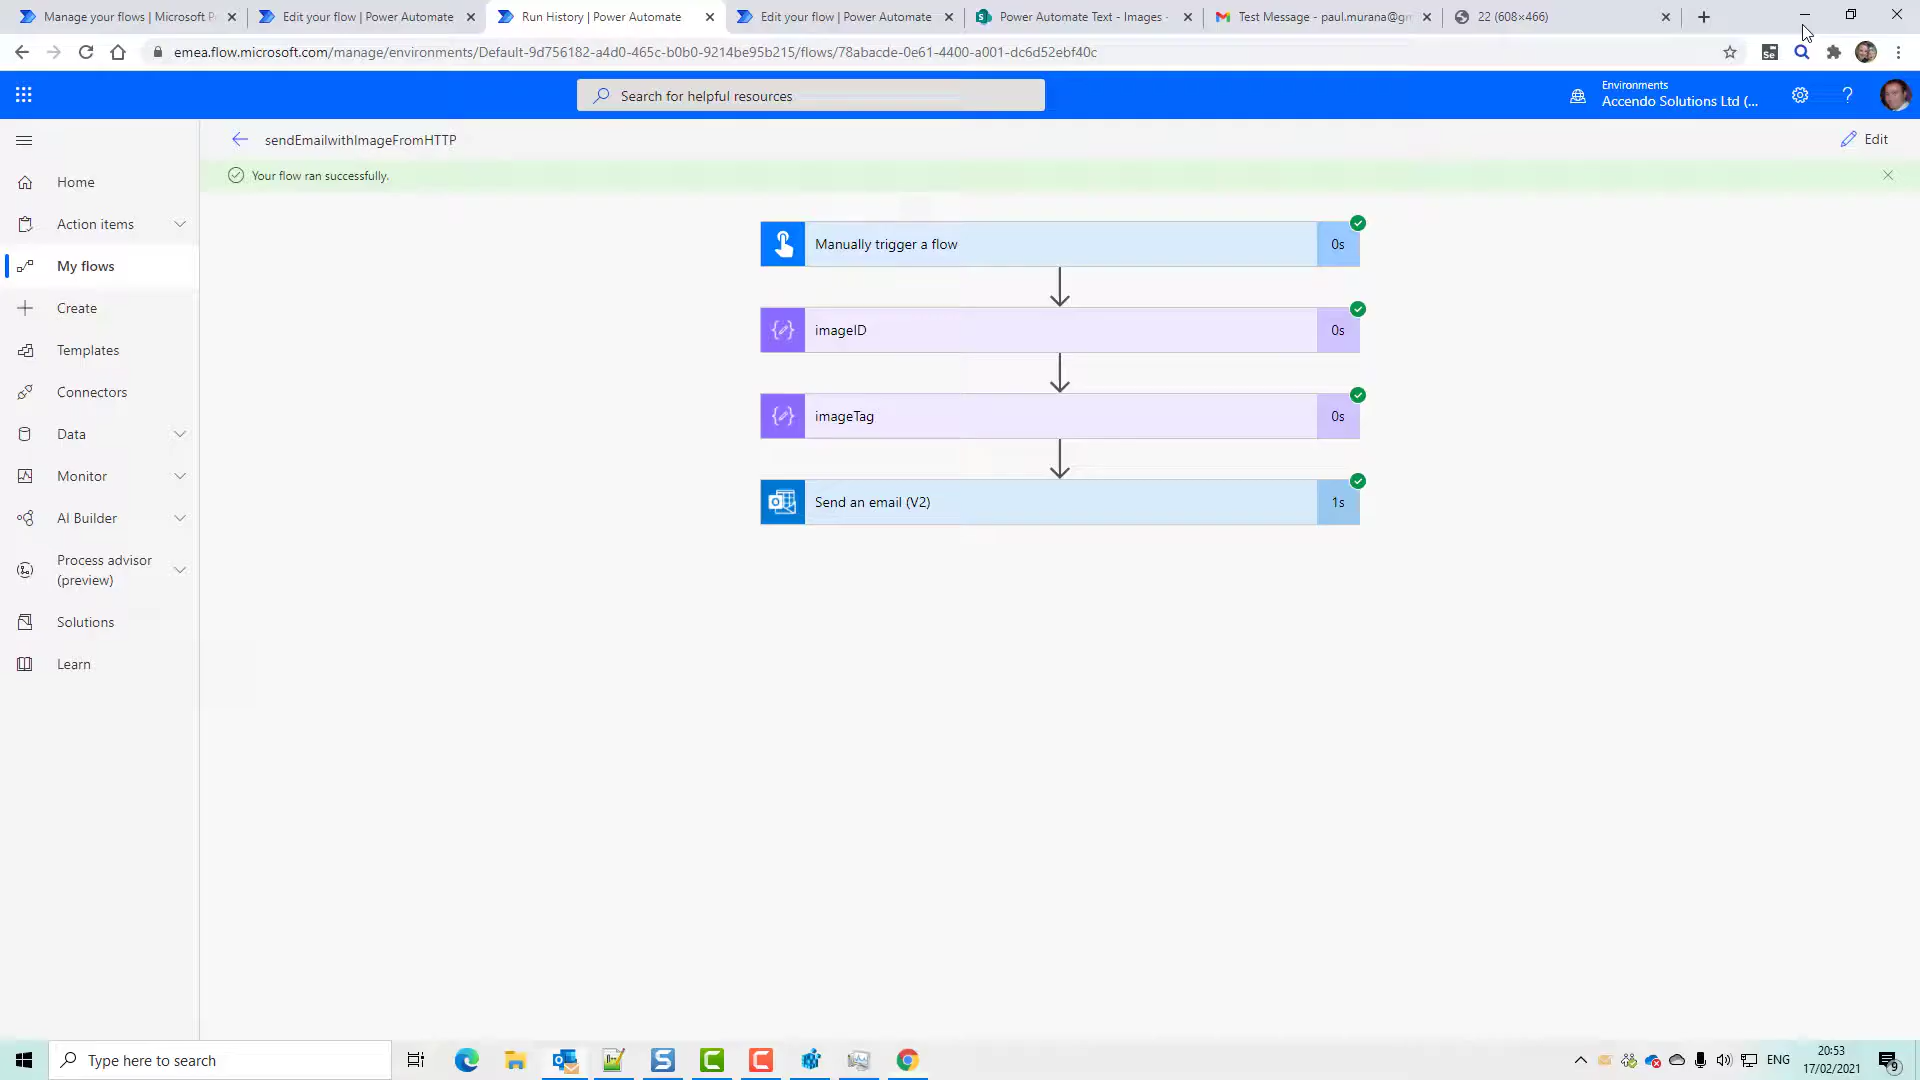 Manage your flows | Microsoft P
Edit your flow | Power Automate
Run History | Power Automate
Edit your flow | Power Automate
Power Automate Text - Images -
Test Message - paul.murana@gm
22 (608×466)
emea.flow.microsoft.com/manage/environments/Default-9d756182-a4d0-465c-b0b0-9214be95b215/flows/78abacde-0e61-4400-a001-dc6d52ebf40c
Se
Search for helpful resources
Environments
Accendo Solutions Ltd (...
?
sendEmailwithImageFromHTTP
Edit
Your flow ran successfully.
Home
Action items
My flows
Create
Templates
Connectors
Data
Monitor
AI Builder
Process advisor
(preview)
Solutions
Learn
Manually trigger a flow
0s
imageID
0s
imageTag
0s
Send an email (V2)
1s
Type here to search
ENG
20:53
17/02/2021
9